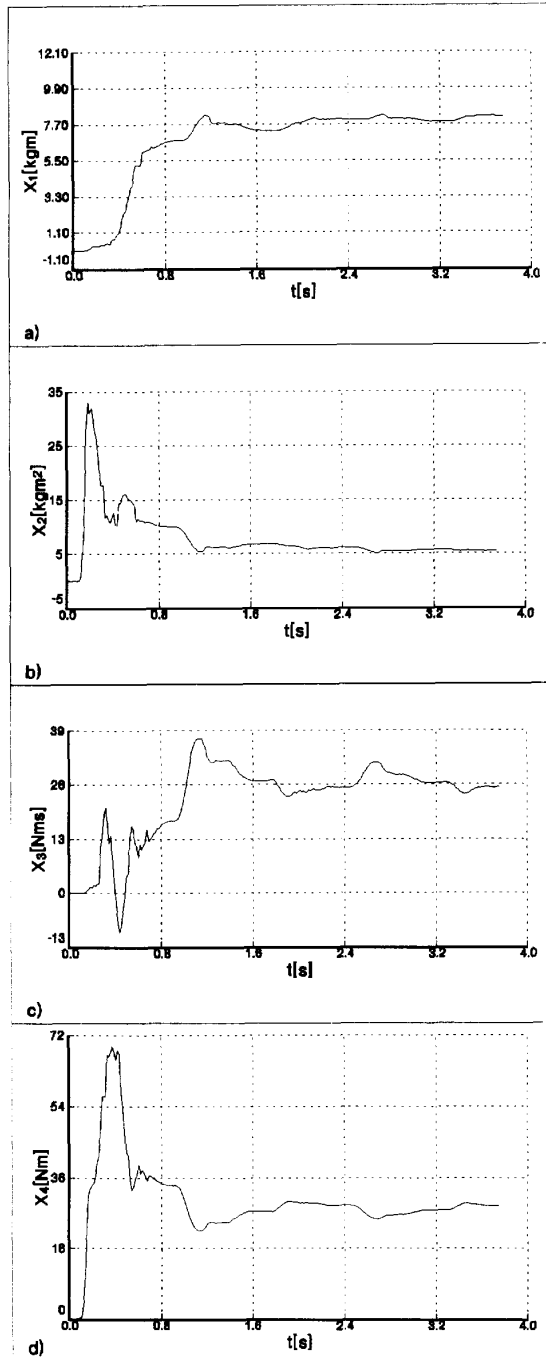 12.10
9.90
7.70
5.50
3.30
1.10
-1.10
X1[kgm]
0.0 0.8 1.6 2.4 3.2 4.0
t[s]
a)
35
25
15
5
-5
X2[kgm²]
0.0 0.8 1.6 2.4 3.2 4.0
t[s]
b)
39
26
13
0
-13
X3[Nms]
0.0 0.8 1.6 2.4 3.2 4.0
t[s]
c)
72
54
36
18
0
X4[Nm]
0.0 0.8 1.6 2.4 3.2 4.0
t[s]
d)